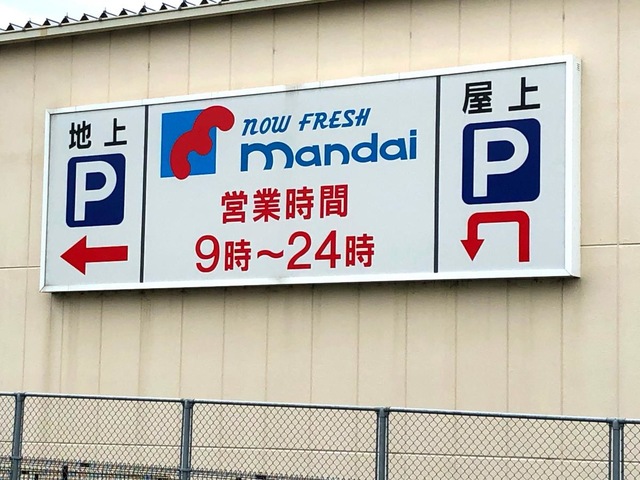 地上
P
now FRESH
mandai
営業時間
9時～24時
屋上
P